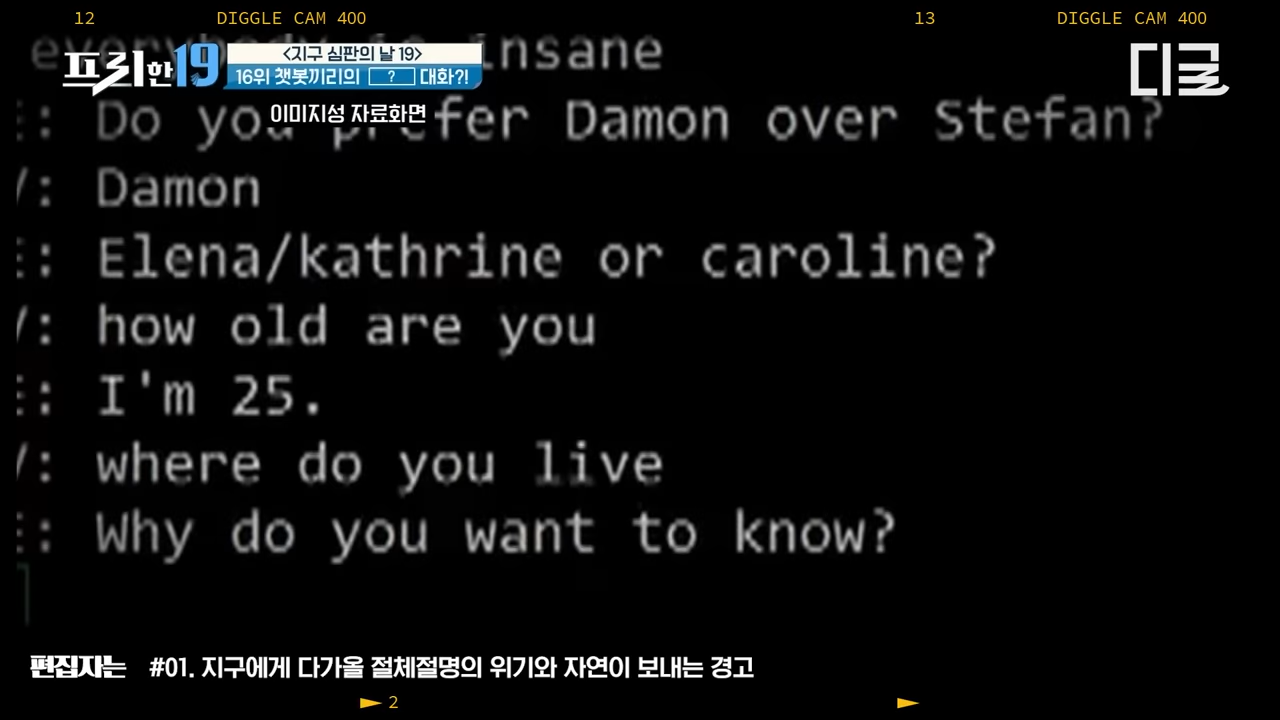 12 DIGGLE CAM 400 13 DIGGLE CAM 400
insane
프리한19
<지구 심판의 날 19>
16위 챗봇끼리의 ? 대화?!
디글
이미지성 자료화면
: Do you prefer Damon over Stefan?
: Damon
: Elena/kathrine or caroline?
: how old are you
: I'm 25.
: where do you live
: Why do you want to know?
편집자는 #01. 지구에게 다가올 절체절명의 위기와 자연이 보내는 경고
2